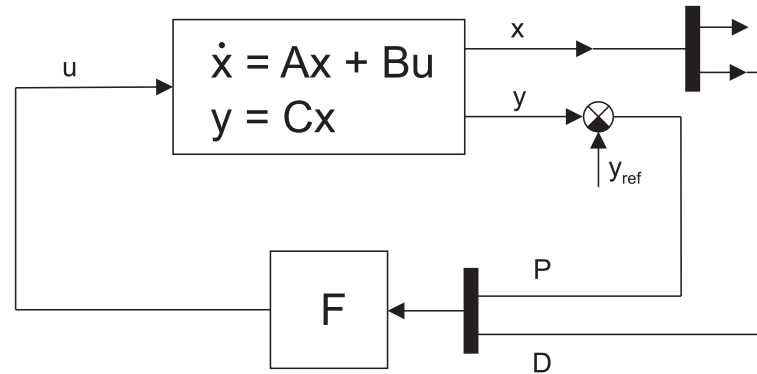 u
ẋ = Ax + Bu
y = Cx
x
y
y_ref
P
F
D